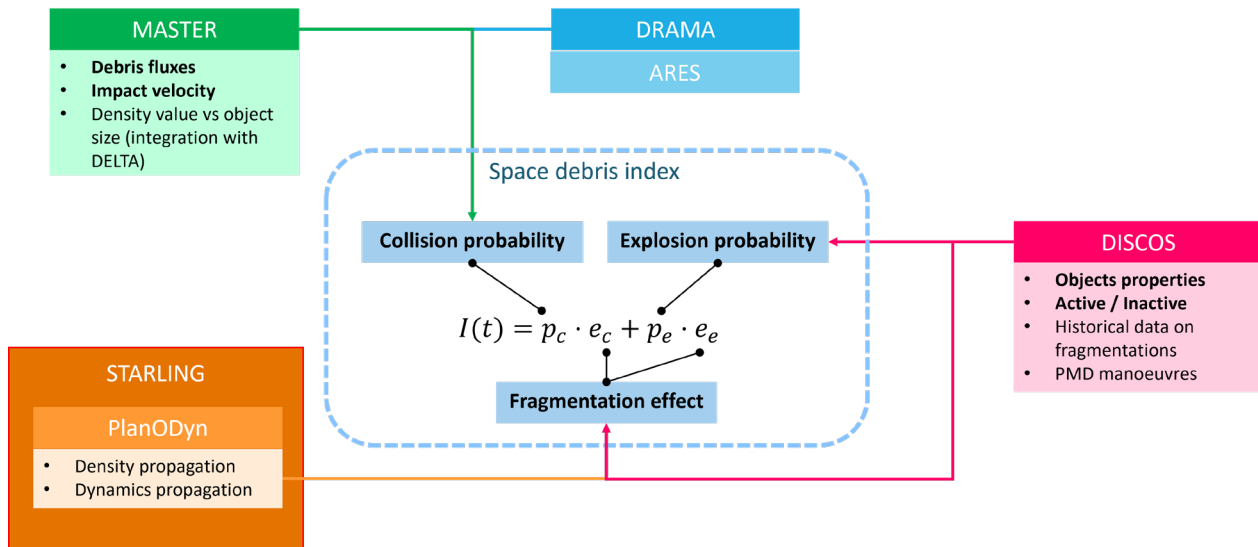 MASTER
• Debris fluxes
• Impact velocity
• Density value vs object
size (integration with
DELTA)
DRAMA
ARES
Space debris index
Collision probability
Explosion probability
I(t) = p_c · e_c + p_e · e_e
Fragmentation effect
DISCOS
• Objects properties
• Active / Inactive
• Historical data on
fragmentations
• PMD manoeuvres
STARLING
PlanODyn
• Density propagation
• Dynamics propagation